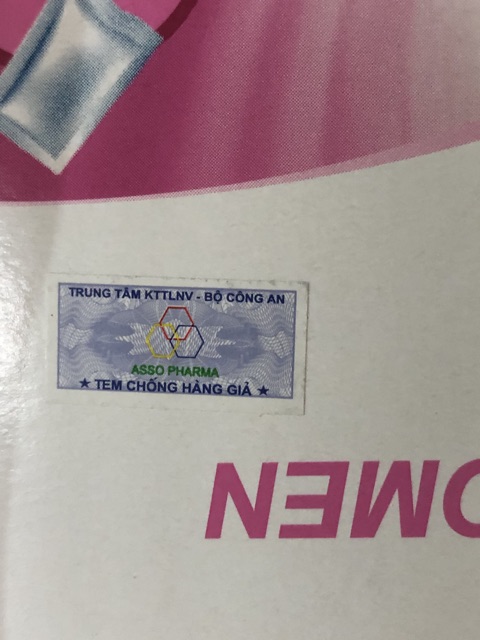 TRUNG TÂM KTTLNV - BỘ CÔNG AN
ASSO PHARMA
★ TEM CHỐNG HÀNG GIẢ ★
OMEN